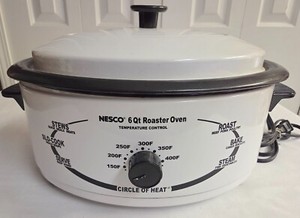 NESCO® 6 Qt Roaster Oven
TEMPERATURE CONTROL
STEWS
SLO-COOK
SERVE
ROAST
BAKE
STEAM
300F
250F
350F
200F
400F
150F
CIRCLE OF HEAT